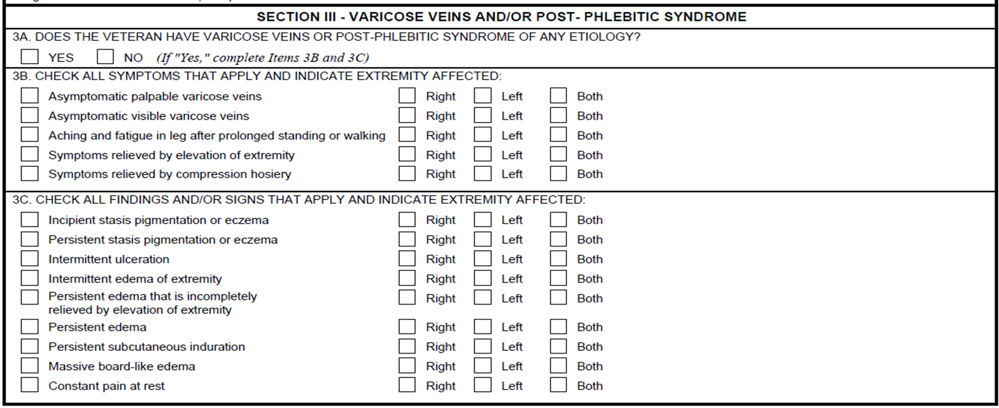 SECTION III - VARICOSE VEINS AND/OR POST- PHLEBITIC SYNDROME
3A. DOES THE VETERAN HAVE VARICOSE VEINS OR POST-PHLEBITIC SYNDROME OF ANY ETIOLOGY?
YES NO (If "Yes," complete Items 3B and 3C)
3B. CHECK ALL SYMPTOMS THAT APPLY AND INDICATE EXTREMITY AFFECTED:
Asymptomatic palpable varicose veins Right Left Both
Asymptomatic visible varicose veins Right Left Both
Aching and fatigue in leg after prolonged standing or walking Right Left Both
Symptoms relieved by elevation of extremity Right Left Both
Symptoms relieved by compression hosiery Right Left Both
3C. CHECK ALL FINDINGS AND/OR SIGNS THAT APPLY AND INDICATE EXTREMITY AFFECTED:
Incipient stasis pigmentation or eczema Right Left Both
Persistent stasis pigmentation or eczema Right Left Both
Intermittent ulceration Right Left Both
Intermittent edema of extremity Right Left Both
Persistent edema that is incompletely Right Left Both
relieved by elevation of extremity
Persistent edema Right Left Both
Persistent subcutaneous induration Right Left Both
Massive board-like edema Right Left Both
Constant pain at rest Right Left Both